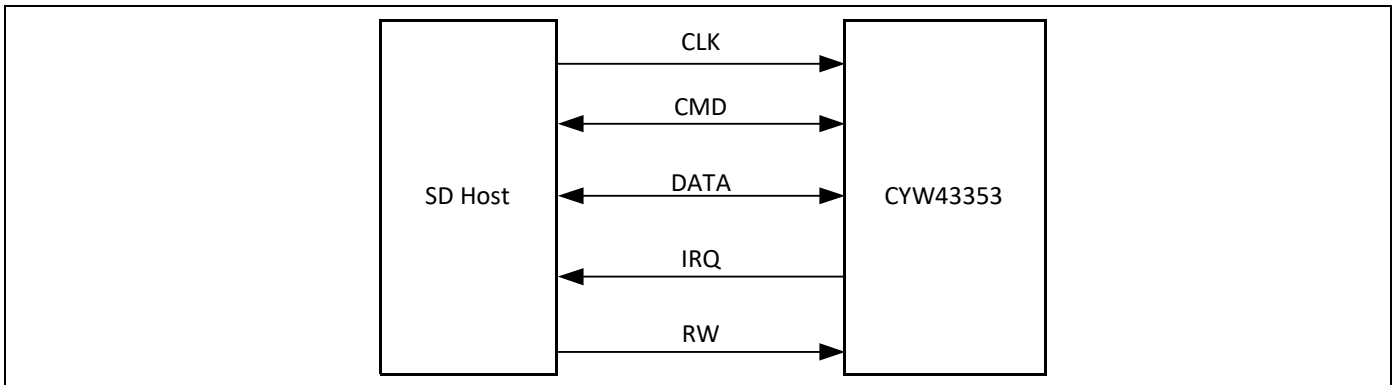 CLK
CMD
SD Host
DATA
CYW43353
IRQ
RW